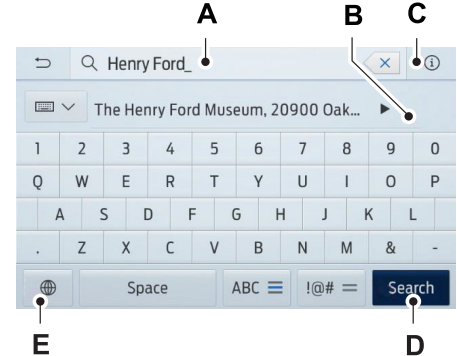 A
B
C
Henry Ford_
The Henry Ford Museum, 20900 Oak...
1 2 3 4 5 6 7 8 9 0
Q W E R T Y U I O P
A S D F G H J K L
. Z X C V B N M & -
Space ABC !@# Search
E
D